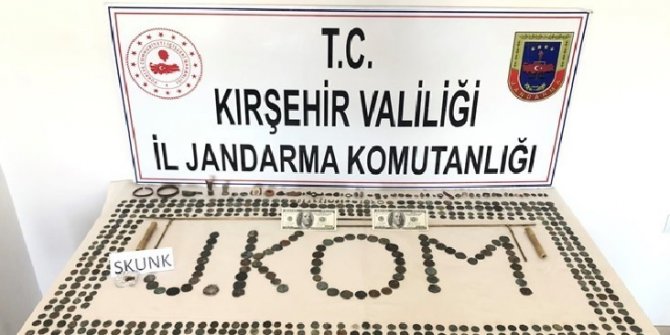 T.C.
KIRŞEHİR VALİLİĞİ
İL JANDARMA KOMUTANLIĞI
J.KOM
SKUNK